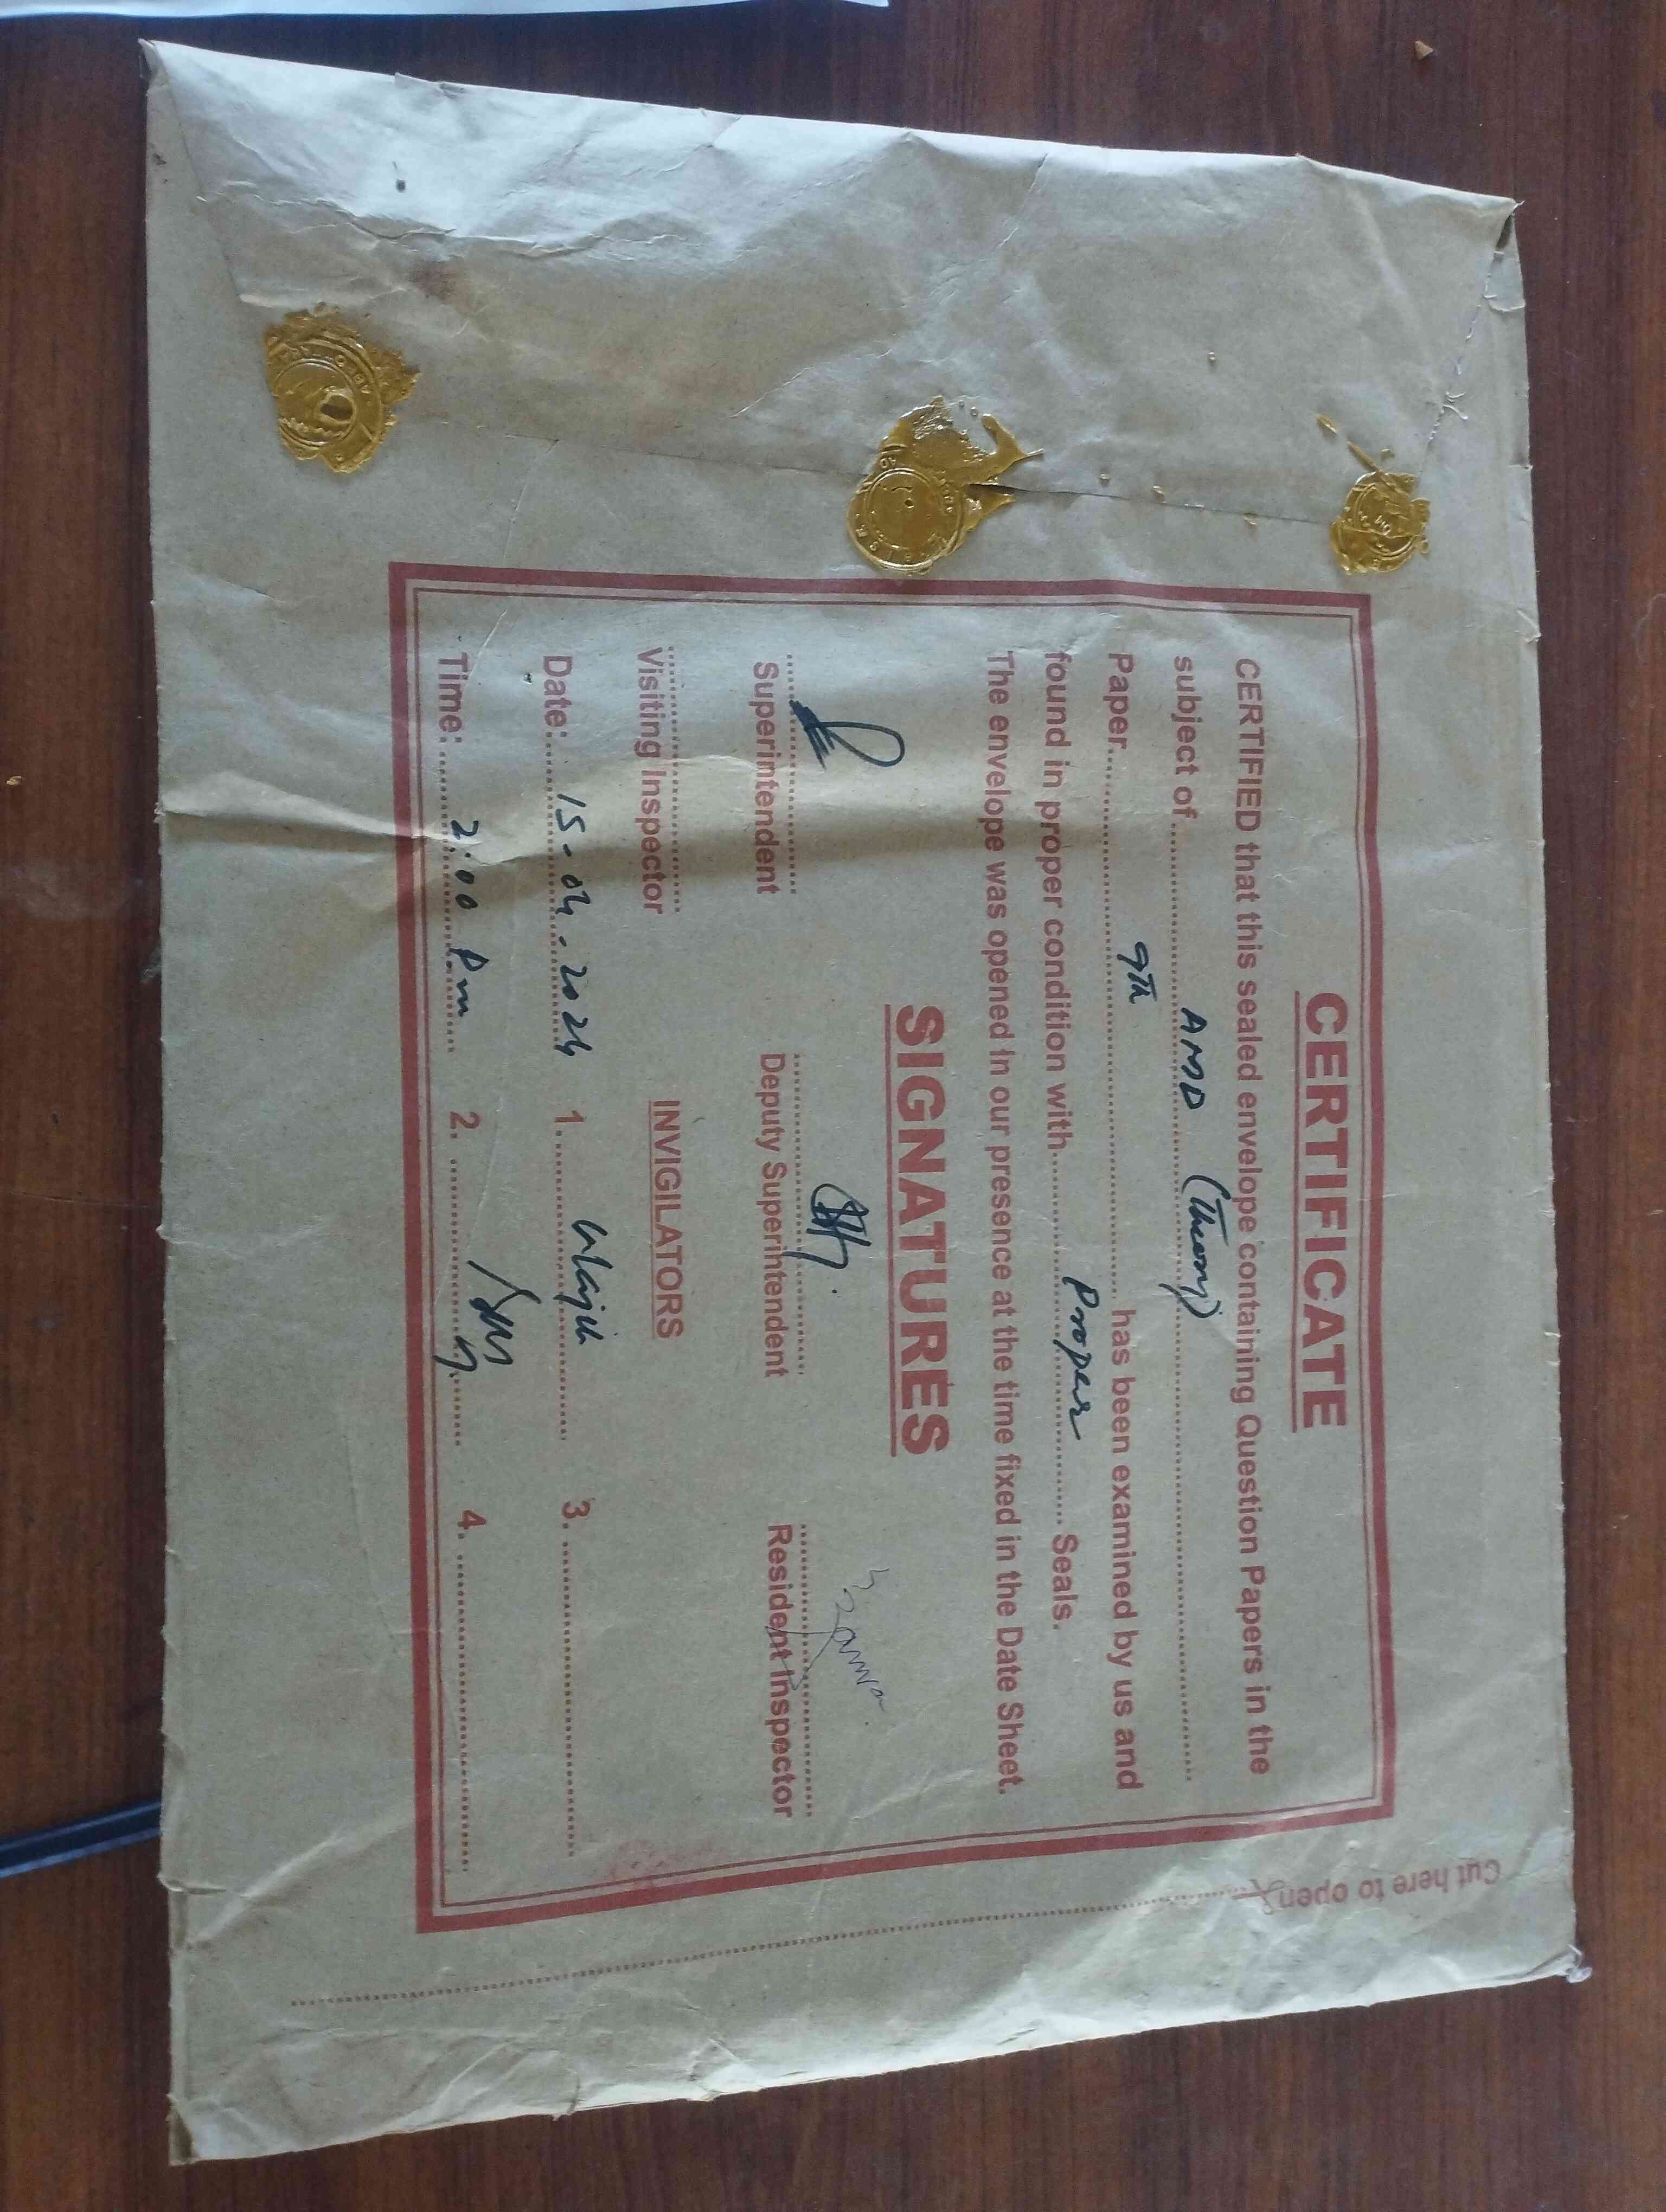 CERTIFICATE
CERTIFIED that this sealed envelope containing Question Papers in the
subject of.......... AMD (Theory) ..........
Paper.......... 9th .......... has been examined by us and
found in proper condition with.......... Proper .......... Seals.
The envelope was opened in our presence at the time fixed in the Date Sheet.
SIGNATURES
Superintendent Deputy Superintendent Resident Inspector
Visiting Inspector INVIGILATORS
Date: 15-04-2024 1. 3.
Time: 2:00 Pm 2. 4.
Cut here to open